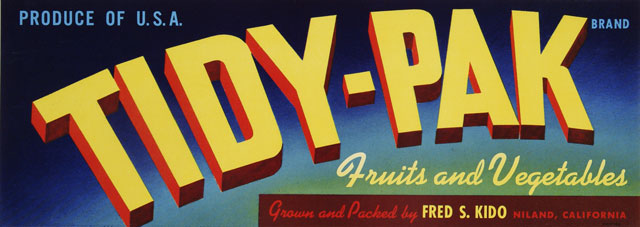 PRODUCE OF U.S.A.
BRAND
TIDY-PAK
Fruits and Vegetables
Grown and Packed by FRED S. KIDO NILAND, CALIFORNIA